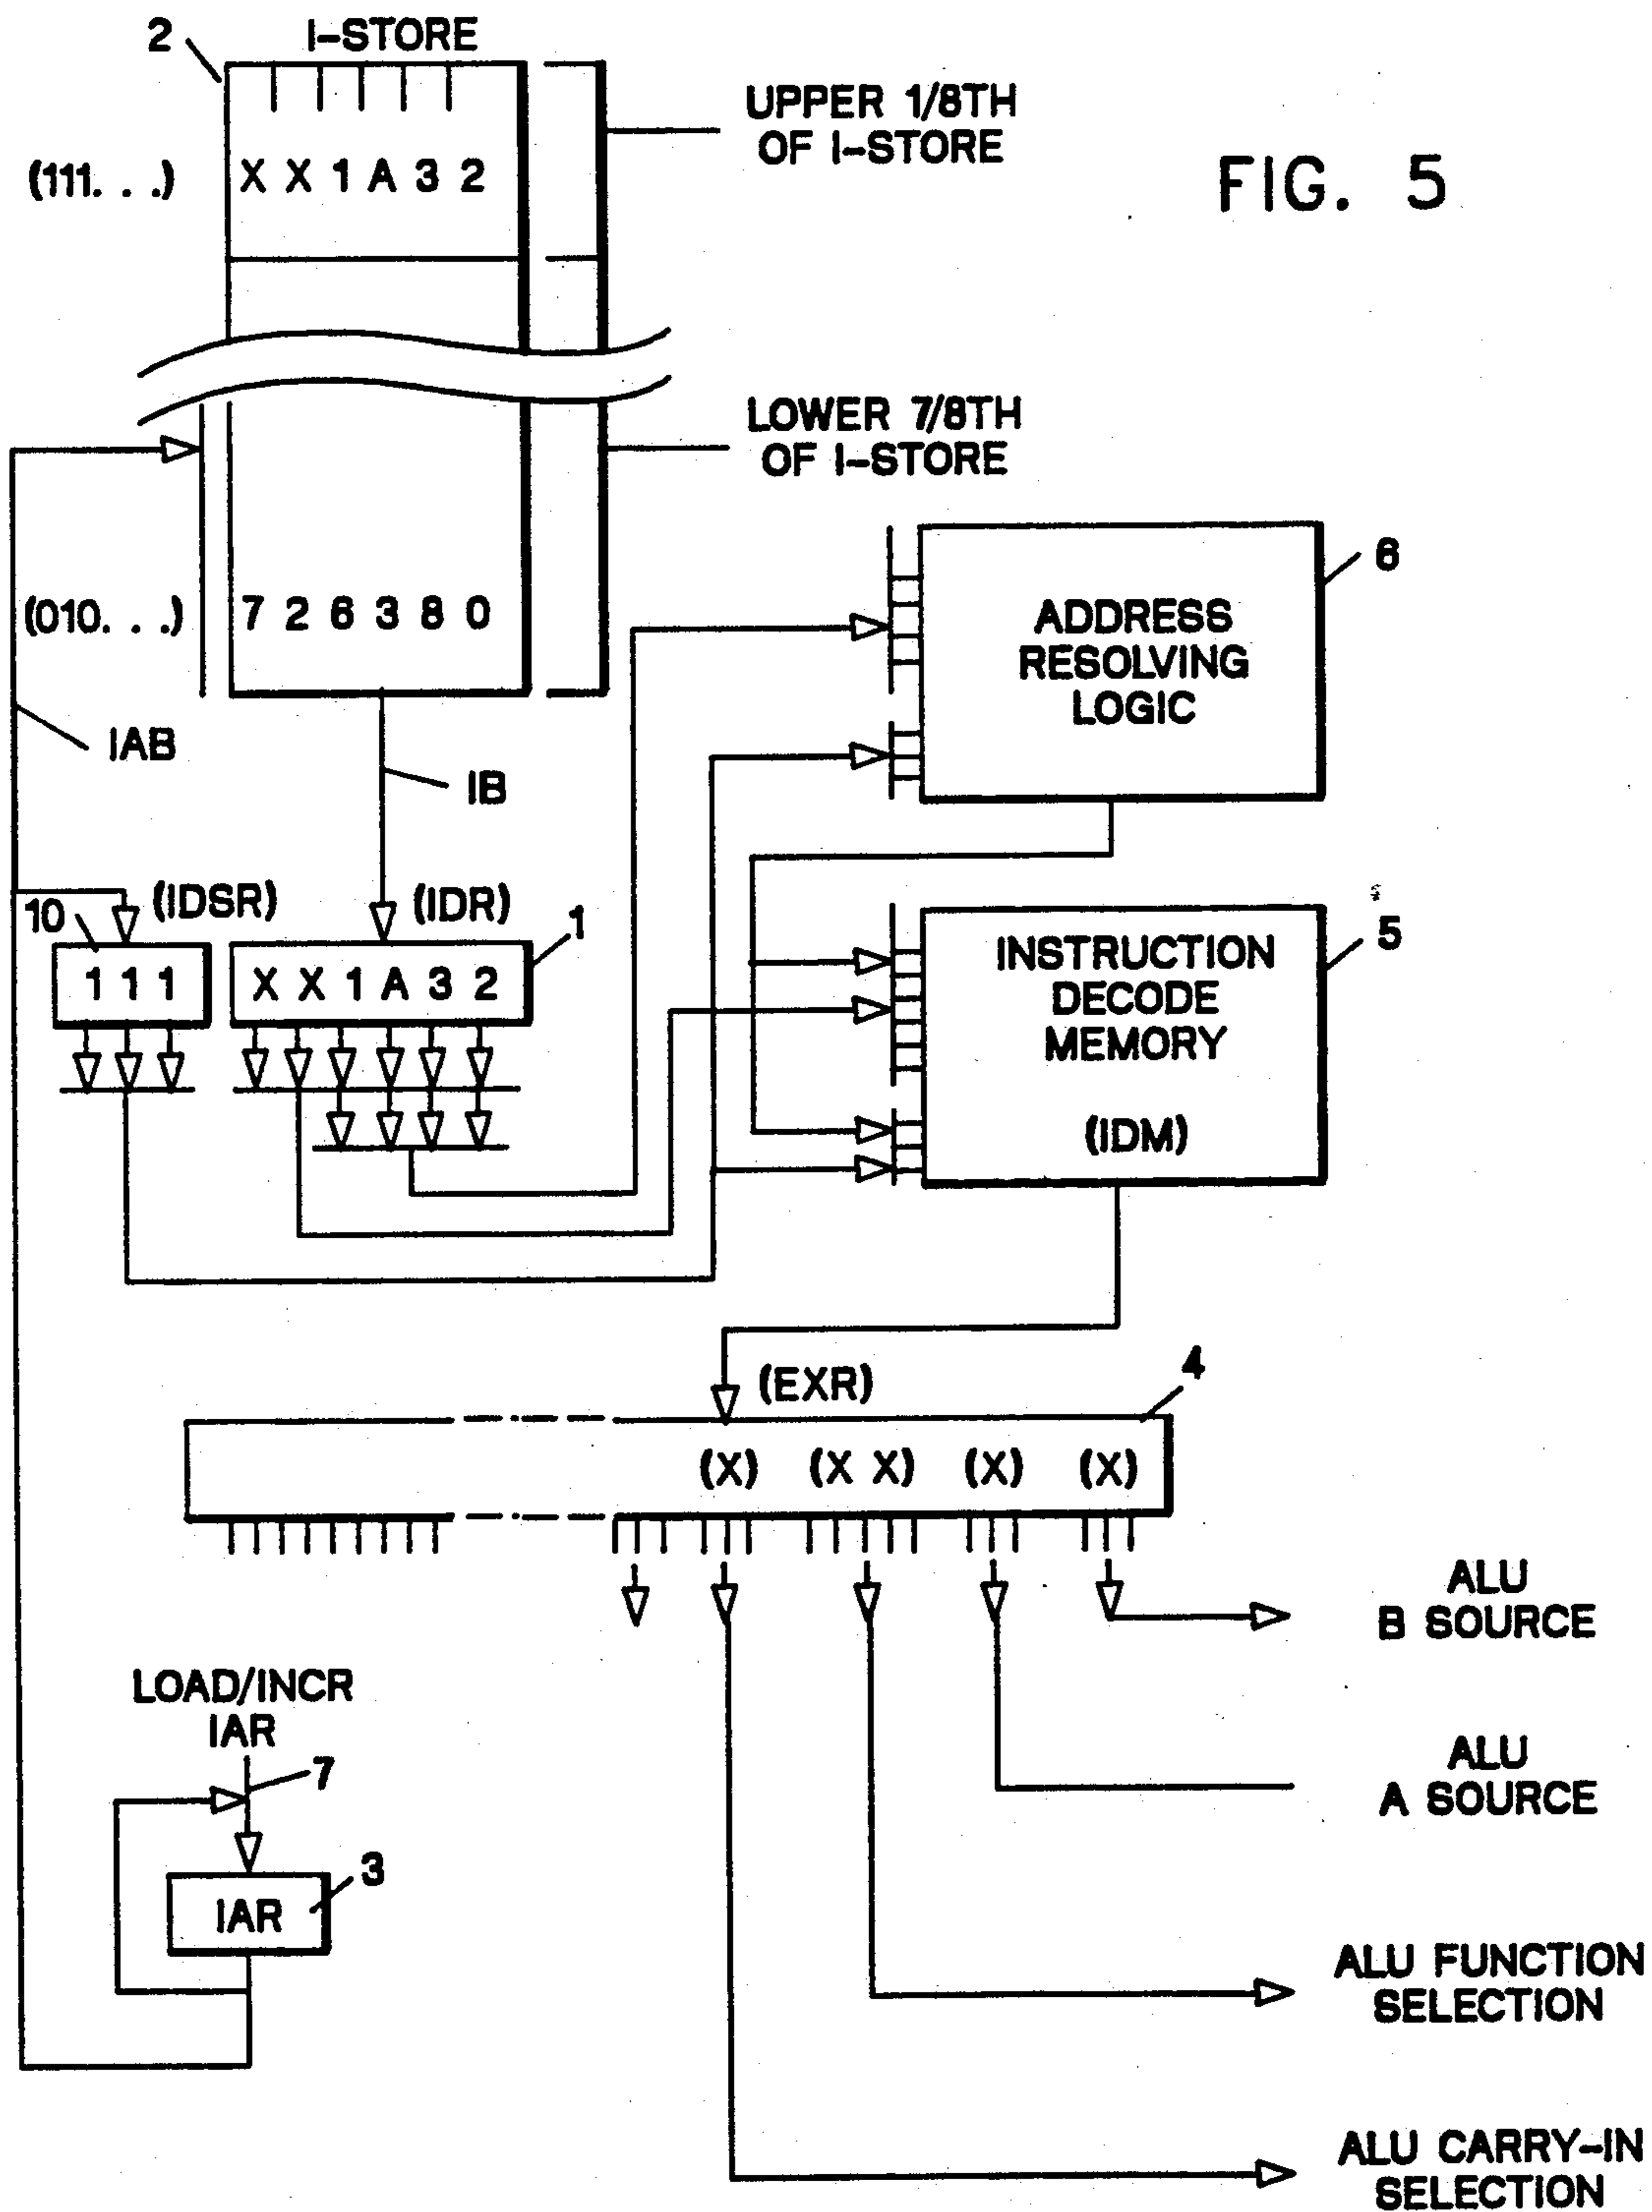 2
I-STORE
UPPER 1/8TH
OF I-STORE
(111. . .)
X X 1 A 3 2
FIG. 5
LOWER 7/8TH
OF I-STORE
6
ADDRESS
RESOLVING
LOGIC
(010. . .)
7 2 6 3 8 0
IAB
IB
10
(IDSR)
(IDR)
1
1 1 1
X X 1 A 3 2
5
INSTRUCTION
DECODE
MEMORY
(IDM)
(EXR)
4
(X) (X X) (X) (X)
ALU
B SOURCE
LOAD/INCR
IAR
7
ALU
A SOURCE
3
IAR
ALU FUNCTION
SELECTION
ALU CARRY-IN
SELECTION